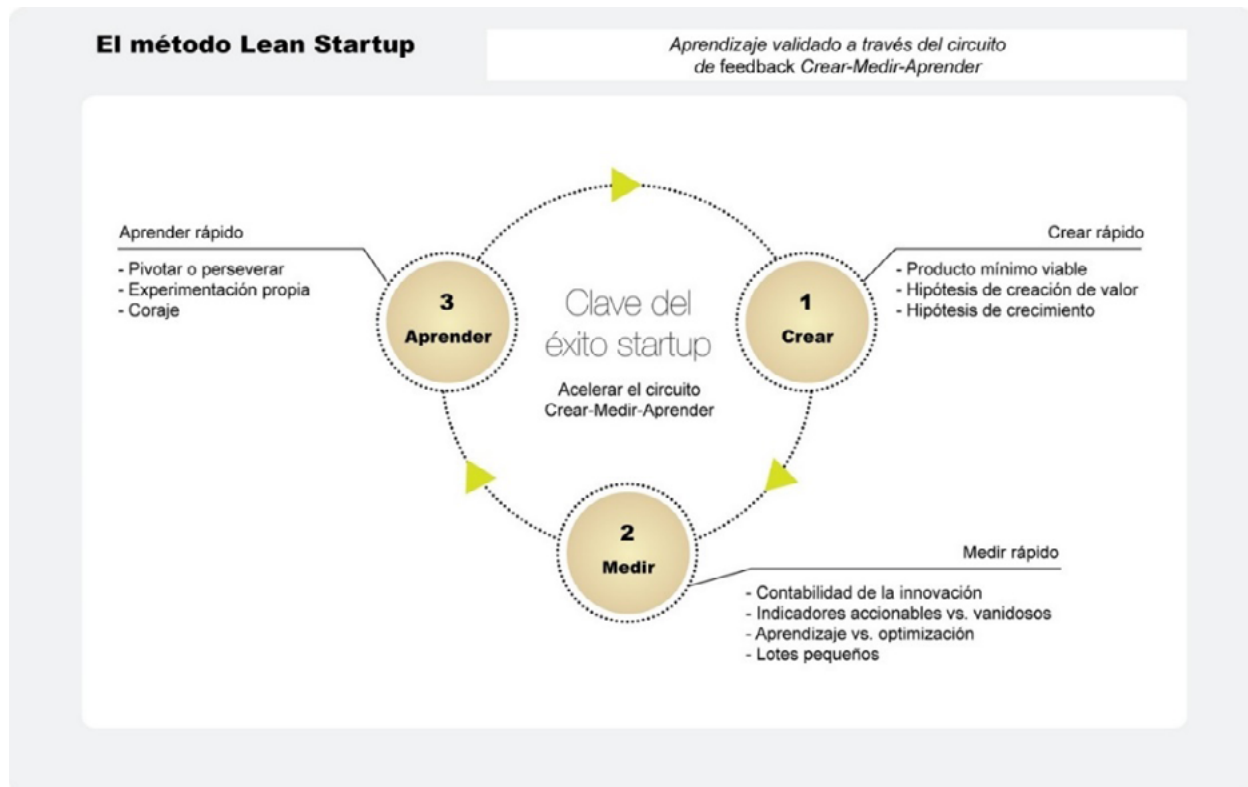 El método Lean Startup
Aprendizaje validado a través del circuito
de feedback Crear-Medir-Aprender
Aprender rápido
- Pivotar o perseverar
- Experimentación propia
- Coraje
3
Aprender
Clave del
éxito startup
Acelerar el circuito
Crear-Medir-Aprender
1
Crear
Crear rápido
- Producto mínimo viable
- Hipótesis de creación de valor
- Hipótesis de crecimiento
2
Medir
Medir rápido
- Contabilidad de la innovación
- Indicadores accionables vs. vanidosos
- Aprendizaje vs. optimización
- Lotes pequeños